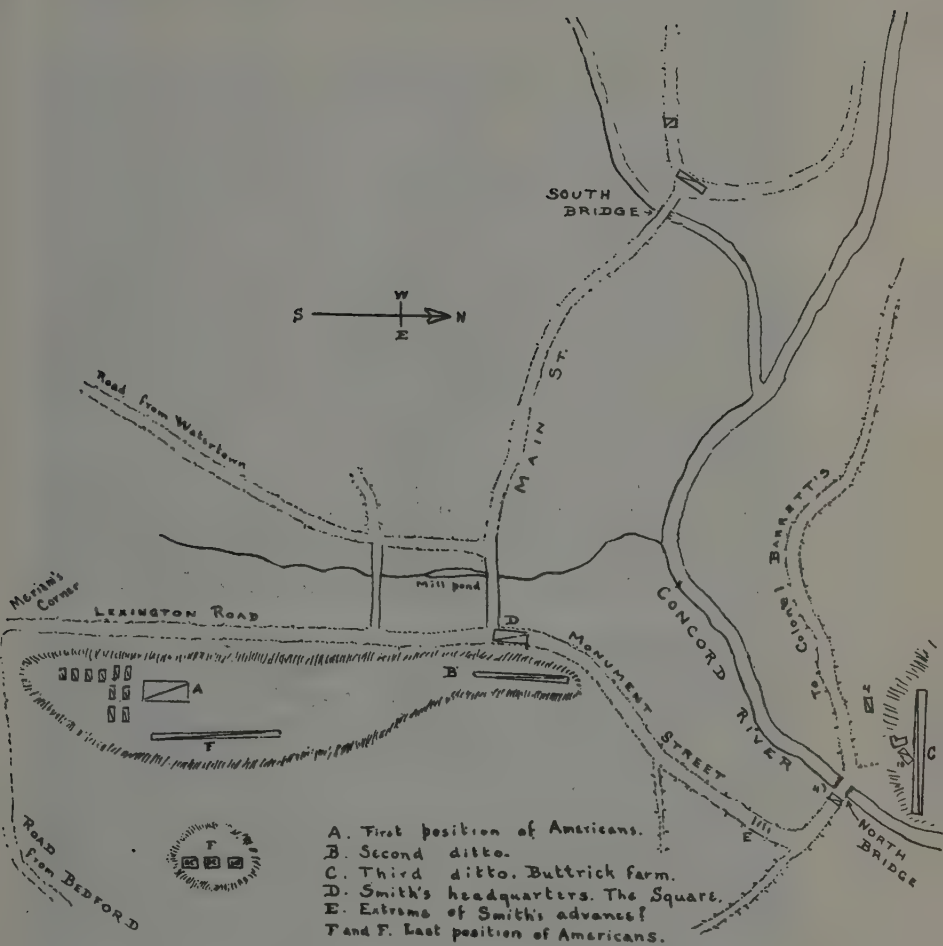 SOUTH
BRIDGE
W
S
N
E
MAIN ST.
Road from Watertown
Mill pond
Meriam's
Corner
LEXINGTON ROAD
D
MONUMENT STREET
B
A
F
CONCORD RIVER
To Colonel BARRETT'S
C
E
NORTH
BRIDGE
ROAD
from BEDFORD
F
A. First position of Americans.
B. Second ditto.
C. Third ditto. Buttrick farm.
D. Smith's headquarters. The Square.
E. Extreme of Smith's advance?
F and F. Last position of Americans.